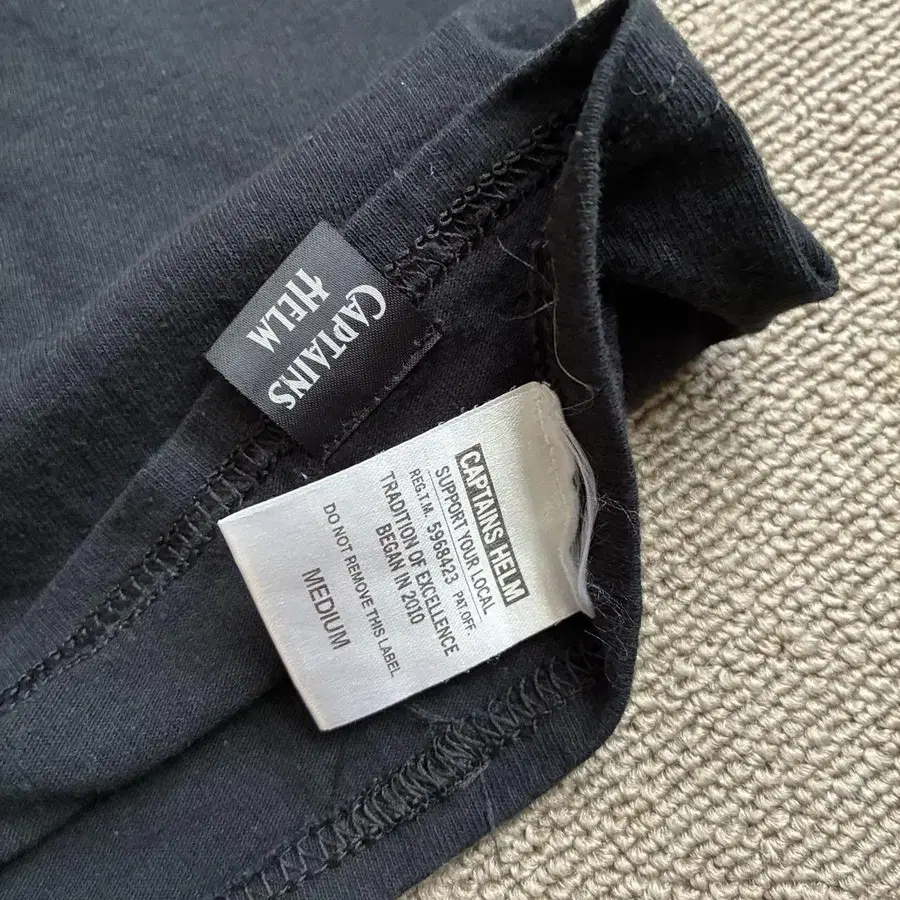 CAPTAINS
HELM
CAPTAINS HELM
SUPPORT YOUR LOCAL
REG.T.M. 5968423 PAT.OFF.
TRADITION OF EXCELLENCE
BEGAN IN 2010
DO NOT REMOVE THIS LABEL
MEDIUM